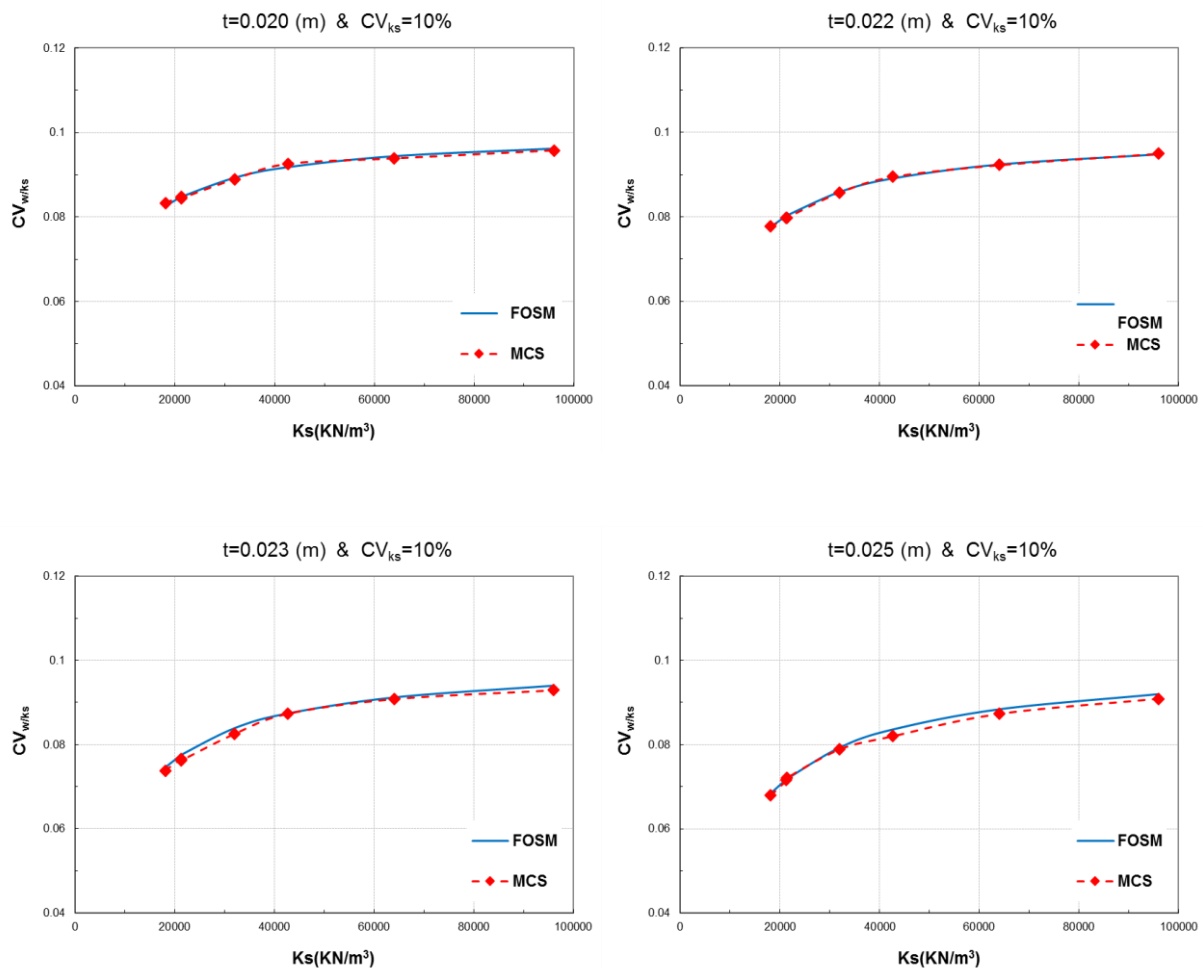 t=0.020 (m) & CVks=10%
0.12
0.1
0.08
0.06
0.04
CVw/ks
FOSM
MCS
0 20000 40000 60000 80000 100000
Ks(KN/m³)
t=0.022 (m) & CVks=10%
0.12
0.1
0.08
0.06
0.04
CVw/ks
FOSM
MCS
0 20000 40000 60000 80000 100000
Ks(KN/m³)
t=0.023 (m) & CVks=10%
0.12
0.1
0.08
0.06
0.04
CVw/ks
FOSM
MCS
0 20000 40000 60000 80000 100000
Ks(KN/m³)
t=0.025 (m) & CVks=10%
0.12
0.1
0.08
0.06
0.04
CVw/ks
FOSM
MCS
0 20000 40000 60000 80000 100000
Ks(KN/m³)